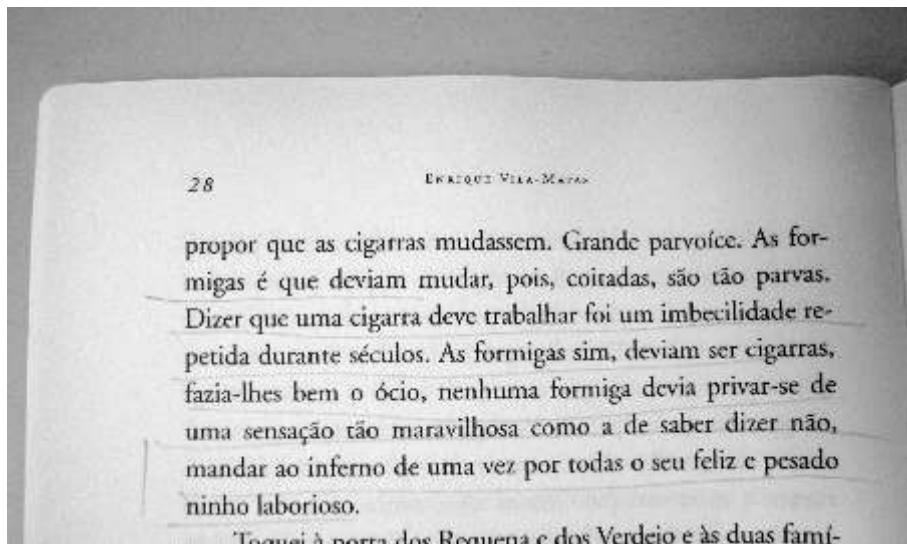 28
ENRIQUE VILA-MATAS
propor que as cigarras mudassem. Grande parvoíce. As for-
migas é que deviam mudar, pois, coitadas, são tão parvas.
Dizer que uma cigarra deve trabalhar foi um imbecilidade re-
petida durante séculos. As formigas sim, deviam ser cigarras,
fazia-lhes bem o ócio, nenhuma formiga devia privar-se de
uma sensação tão maravilhosa como a de saber dizer não,
mandar ao inferno de uma vez por todas o seu feliz e pesado
ninho laborioso.
Toquei à porta dos Requena e dos Verdejo e às duas famí-